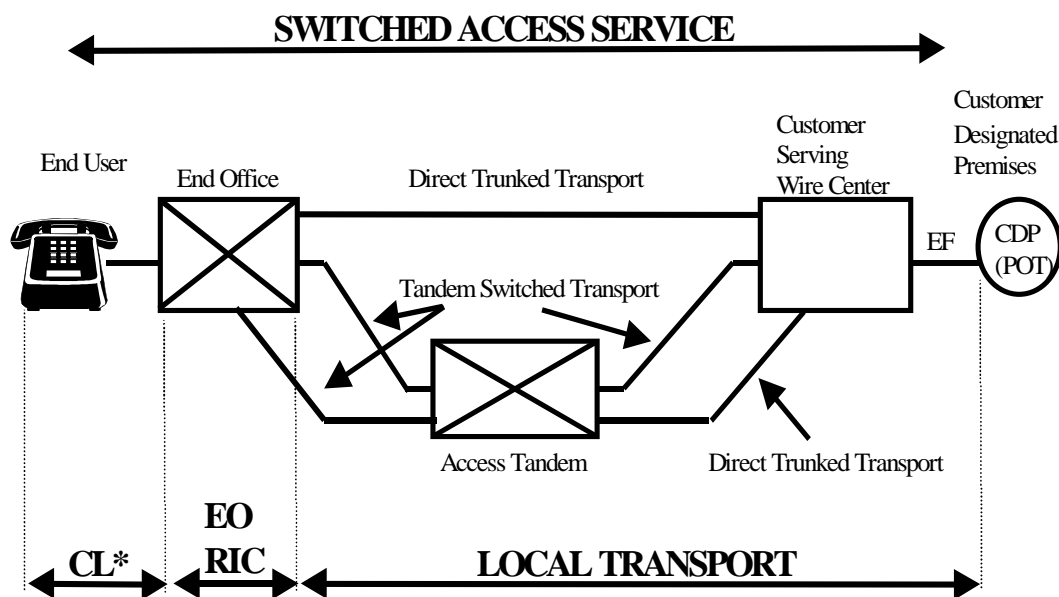 SWITCHED ACCESS SERVICE
Customer
Designated
Premises
Customer
Serving
Wire Center
End User
End Office
Direct Trunked Transport
EF
CDP
(POT)
Tandem Switched Transport
Access Tandem
Direct Trunked Transport
EO
RIC
CL*
LOCAL TRANSPORT